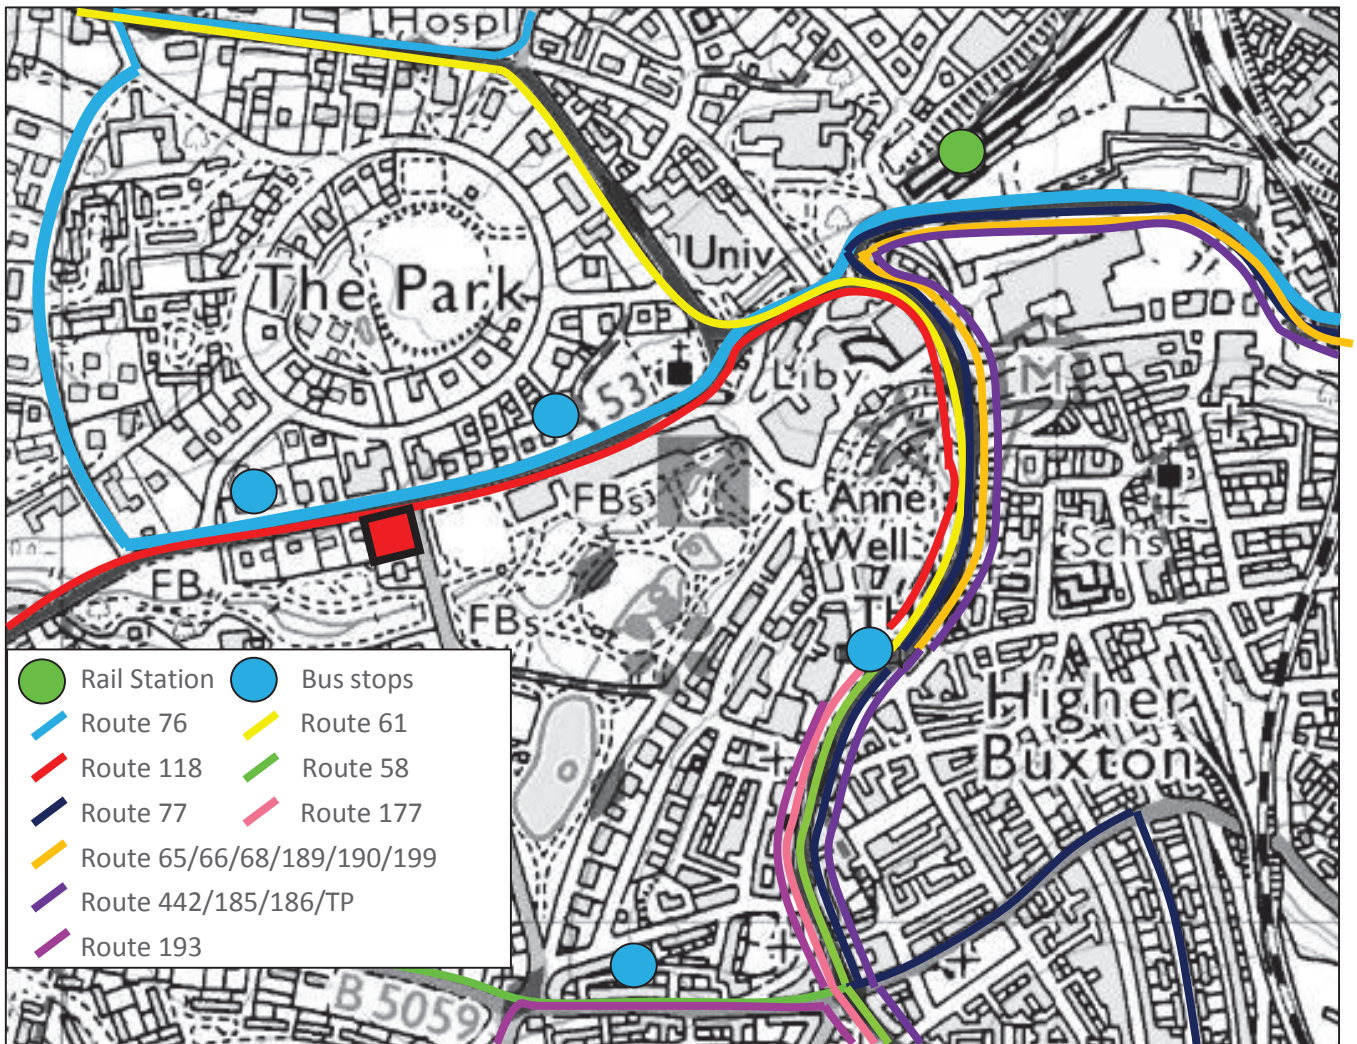 Hosp
Univ
The Park
Liby
M
53
FBs
St Anne
Well
Schs
FB
TH
FBs
Higher
Buxton
B 5059
Rail Station
Bus stops
Route 76
Route 61
Route 118
Route 58
Route 77
Route 177
Route 65/66/68/189/190/199
Route 442/185/186/TP
Route 193